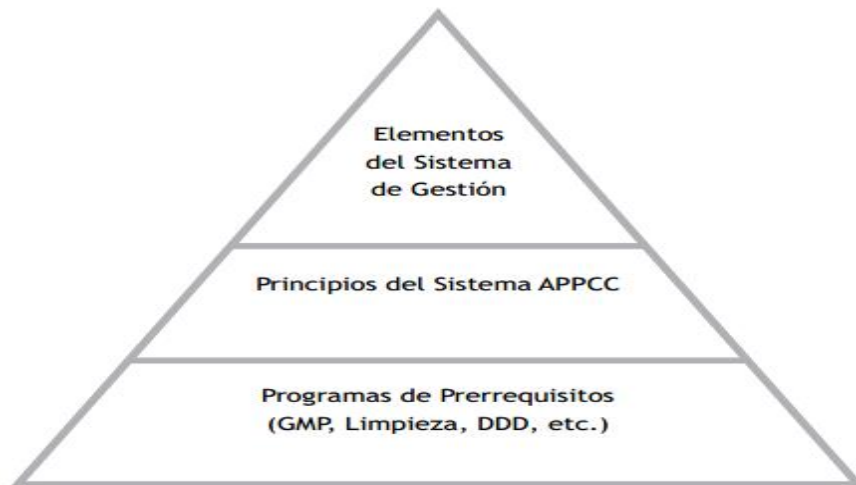 Elementos
del Sistema
de Gestión
Principios del Sistema APPCC
Programas de Prerrequisitos
(GMP, Limpieza, DDD, etc.)